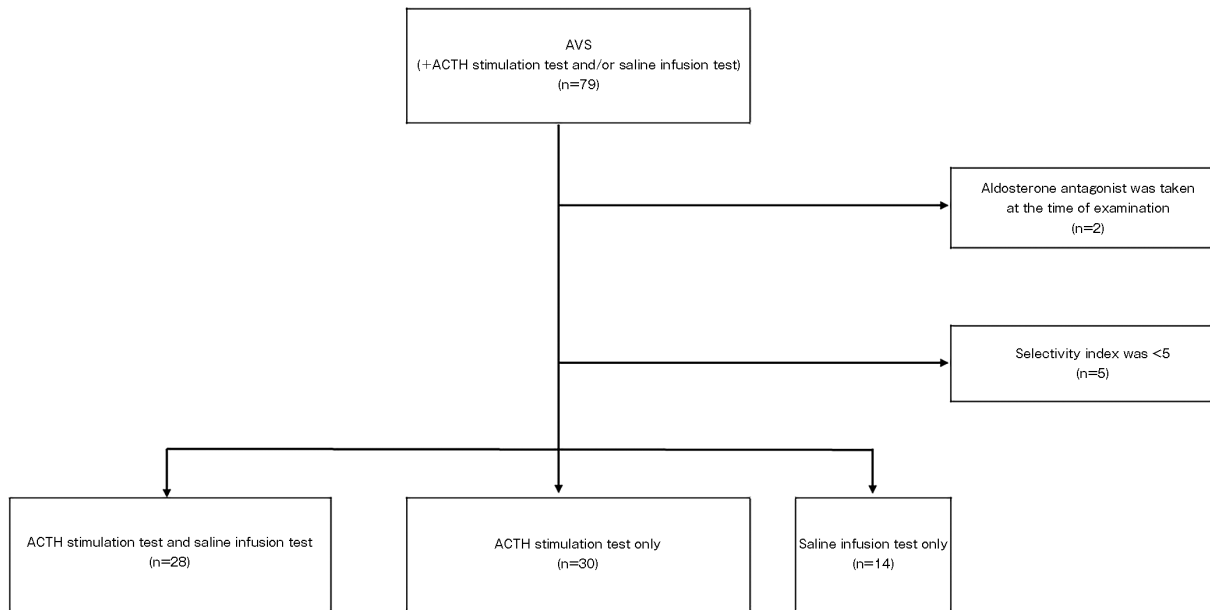 AVS
(+ACTH stimulation test and/or saline infusion test)
(n=79)
Aldosterone antagonist was taken
at the time of examination
(n=2)
Selectivity index was <5
(n=5)
ACTH stimulation test and saline infusion test
(n=28)
ACTH stimulation test only
(n=30)
Saline infusion test only
(n=14)